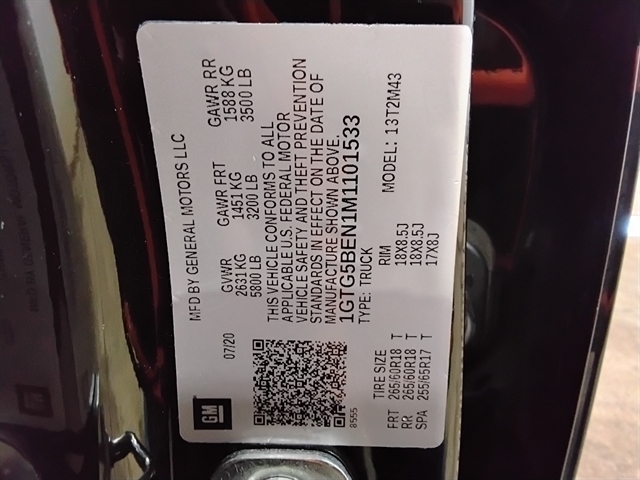 GM
MFD BY GENERAL MOTORS LLC
07/20
GVWR GAWR FRT GAWR RR
2631 KG 1451 KG 1588 KG
5800 LB 3200 LB 3500 LB
THIS VEHICLE CONFORMS TO ALL
APPLICABLE U.S. FEDERAL MOTOR
VEHICLE SAFETY AND THEFT PREVENTION
STANDARDS IN EFFECT ON THE DATE OF
MANUFACTURE SHOWN ABOVE.
1GTG5BEN1M1101533
8555
TYPE: TRUCK
TIRE SIZE RIM MODEL: 13T2M43
FRT 265/60R18 T 18X8.5J
RR 265/60R18 T 18X8.5J
SPA 255/65R17 T 17X8J